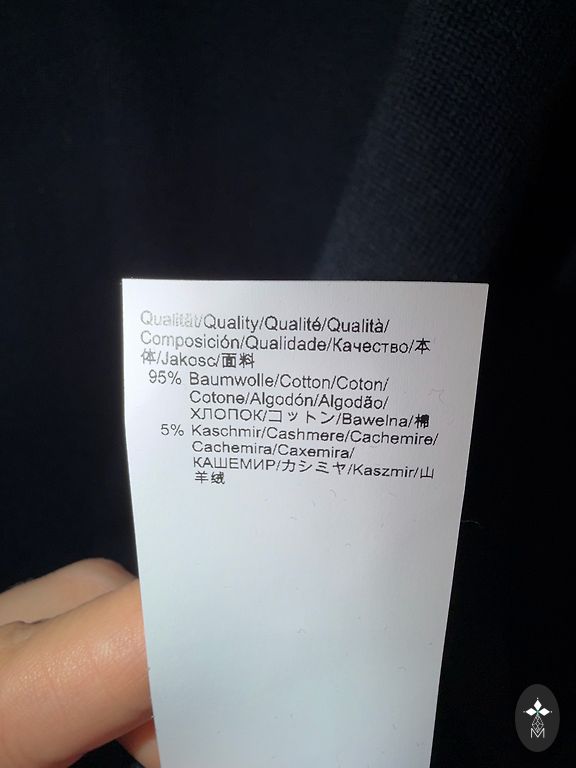 Qualität/Quality/Qualité/Qualità/
Composición/Qualidade/Качество/本
体/Jakosc/面料
95% Baumwolle/Cotton/Coton/
Cotone/Algodón/Algodão/
ХЛОПОК/コットン/Bawelna/棉
5% Kaschmir/Cashmere/Cachemire/
Cachemira/Caxemira/
КАШЕМИР/カシミヤ/Kaszmir/山
羊绒
M